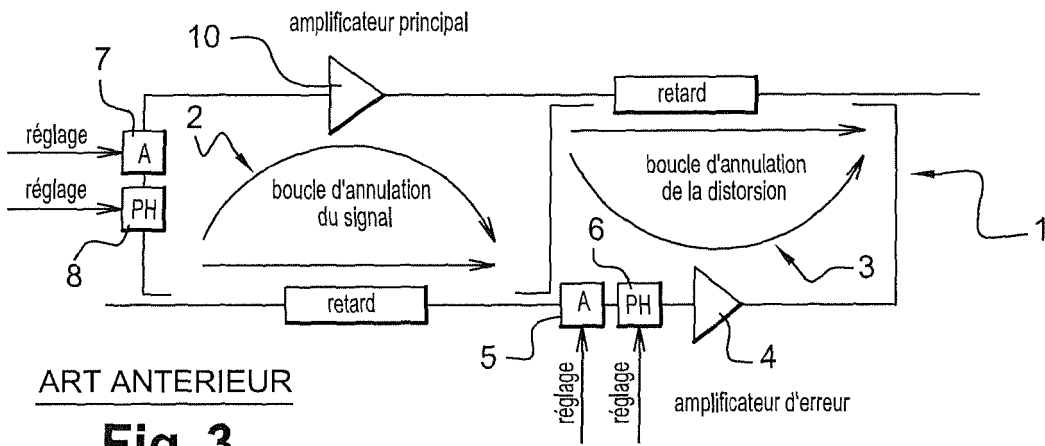 amplificateur principal
10
7
retard
réglage
A
2
boucle d'annulation
du signal
boucle d'annulation
de la distorsion
1
réglage
PH
8
6
3
retard
A
PH
5
4
réglage
réglage
amplificateur d'erreur
ART ANTERIEUR
Fig. 3